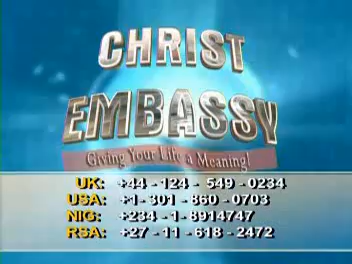 CHRIST
EMBASSY
Giving Your Life a Meaning!
UK: +44 - 124 - 549 - 0234
USA: +1- 301 - 860 - 0703
NIG: +234 - 1- 8914747
RSA: +27 - 11 - 618 - 2472